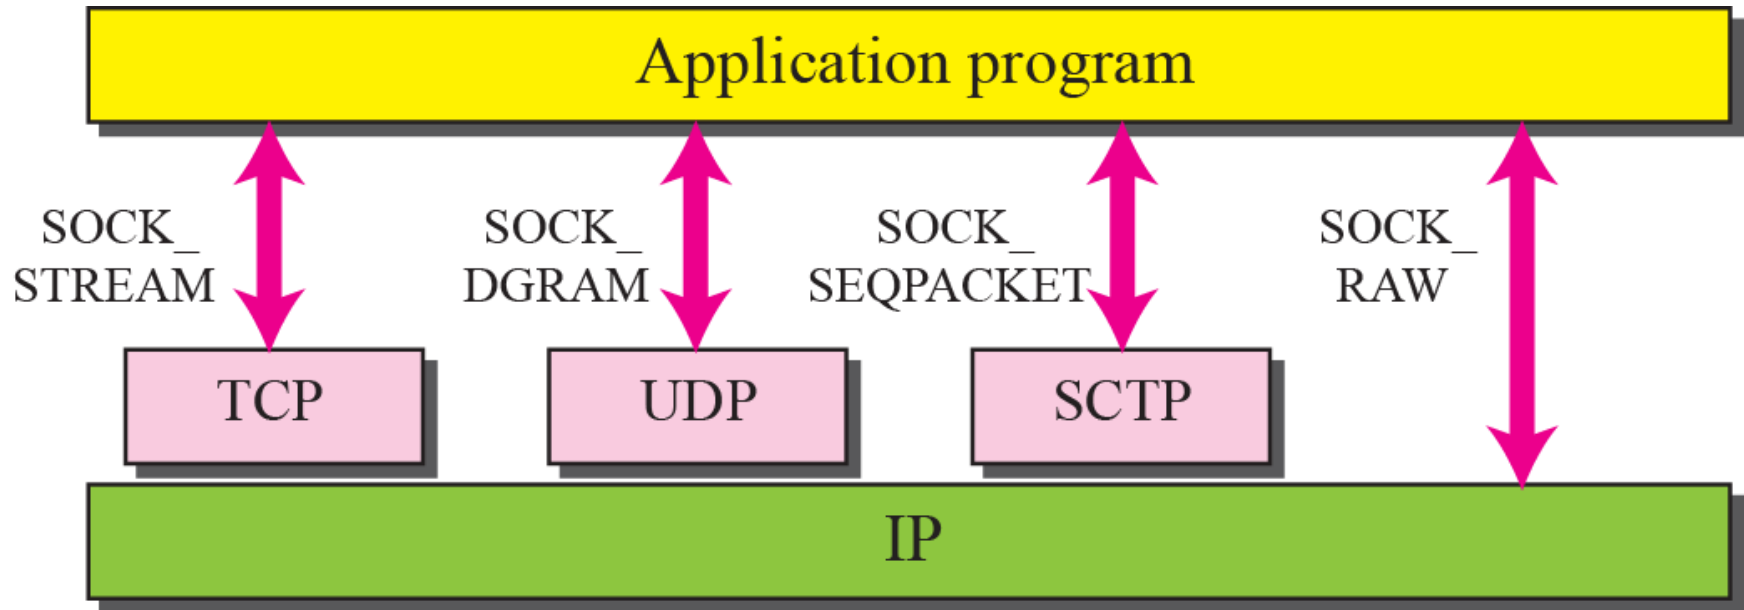 Application program
SOCK_
STREAM
SOCK_
DGRAM
SOCK_
SEQPACKET
SOCK_
RAW
TCP
UDP
SCTP
IP